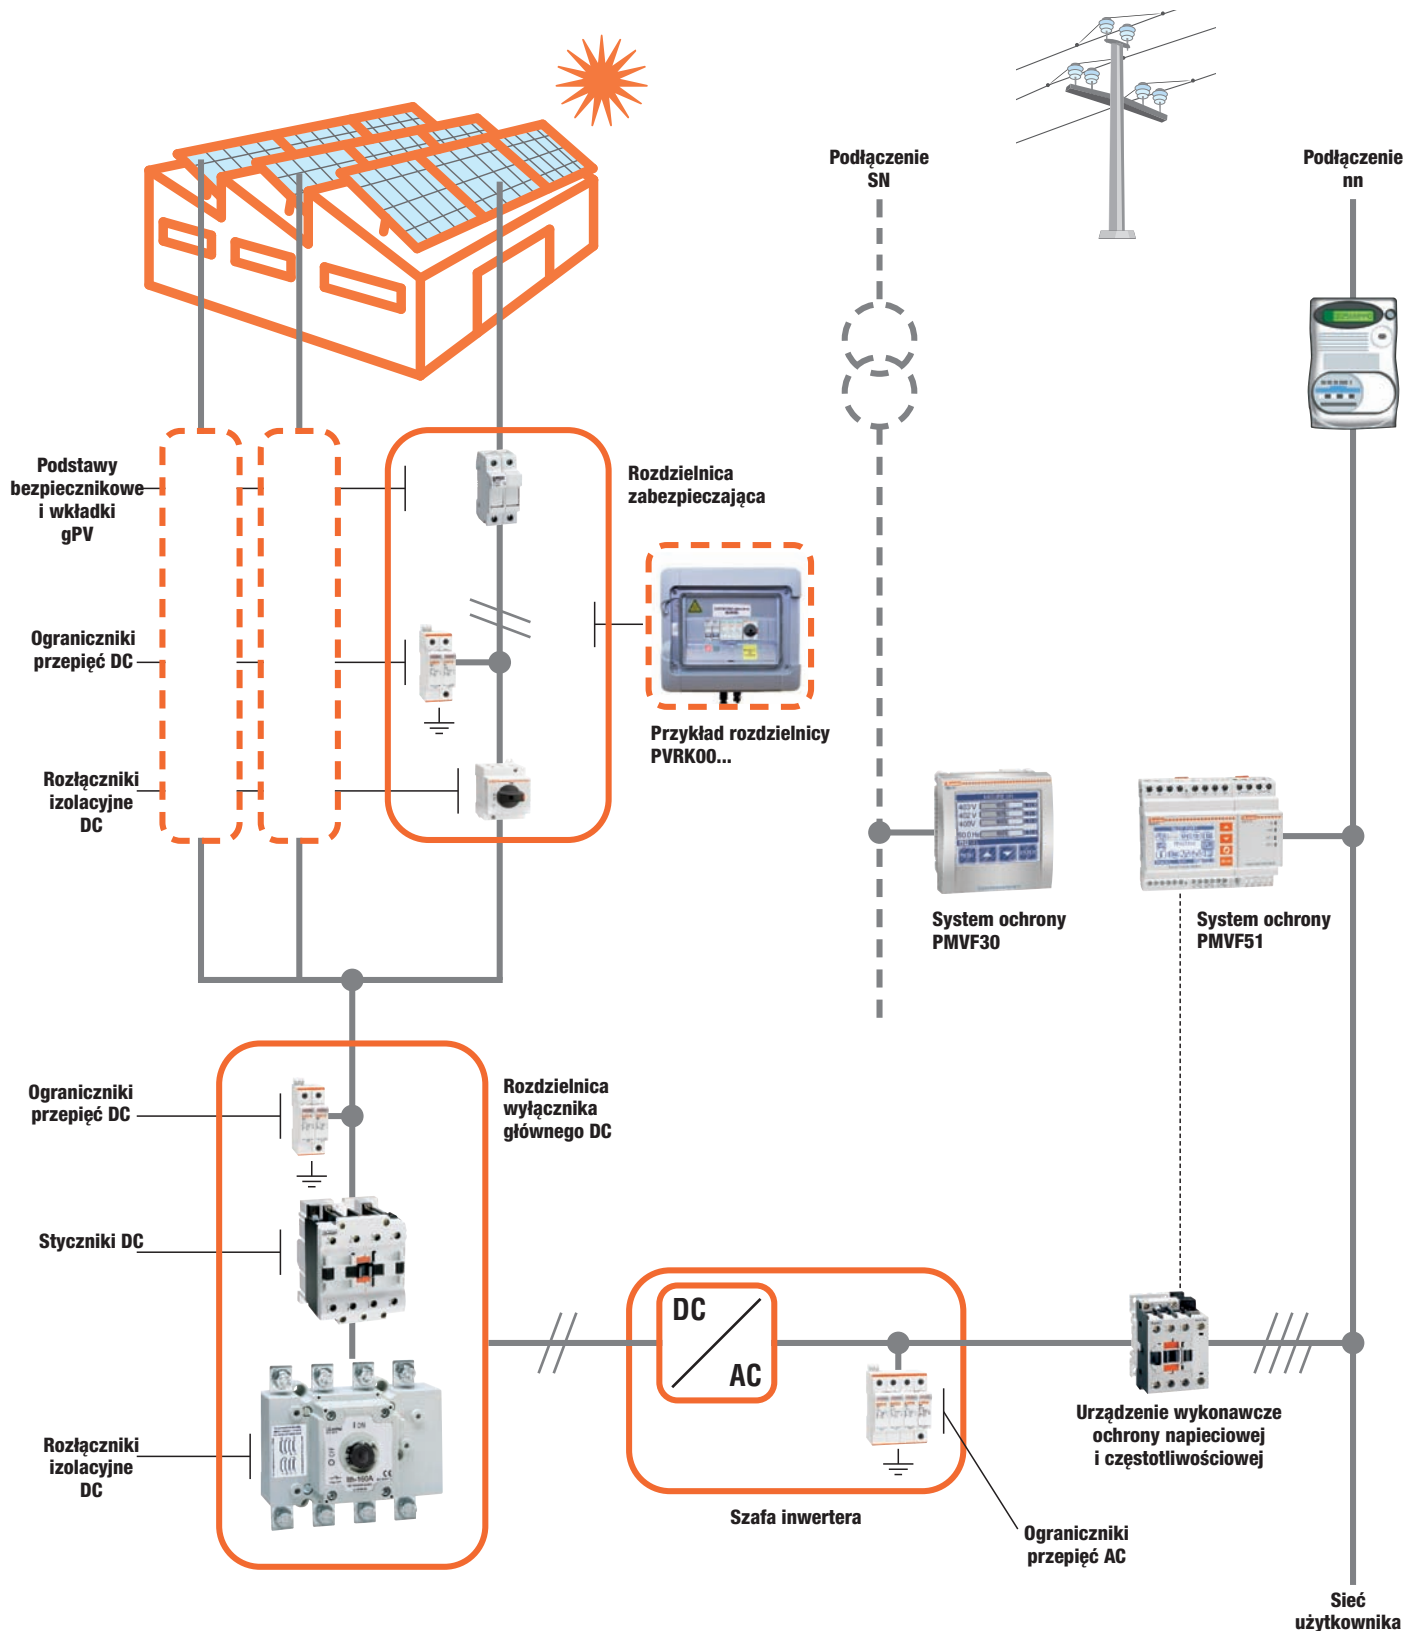 Podłączenie
SN
Podłączenie
nn
Podstawy
bezpiecznikowe
i wkładki
gPV
Rozdzielnica
zabezpieczająca
Ograniczniki
przepięć DC
Przykład rozdzielnicy
PVRK00...
Rozłączniki
izolacyjne
DC
403 V
402 V
System ochrony
PMVF30
System ochrony
PMVF51
Ograniczniki
przepięć DC
Rozdzielnica
wyłącznika
głównego DC
Styczniki DC
DC
AC
Rozłączniki
izolacyjne
DC
Urządzenie wykonawcze
ochrony napieciowej
i częstotliwościowej
Szafa inwertera
Ograniczniki
przepięć AC
Sieć
użytkownika